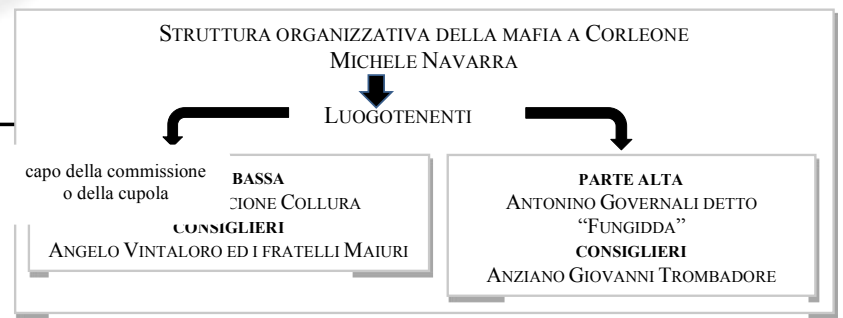 STRUTTURA ORGANIZZATIVA DELLA MAFIA A CORLEONE
MICHELE NAVARRA
LUOGOTENENTI
capo della commissione
o della cupola
BASSA
CIONE COLLURA
CONSIGLIERI
ANGELO VINTALORO ED I FRATELLI MAIURI
PARTE ALTA
ANTONINO GOVERNALI DETTO
“FUNGIDDA”
CONSIGLIERI
ANZIANO GIOVANNI TROMBADORE